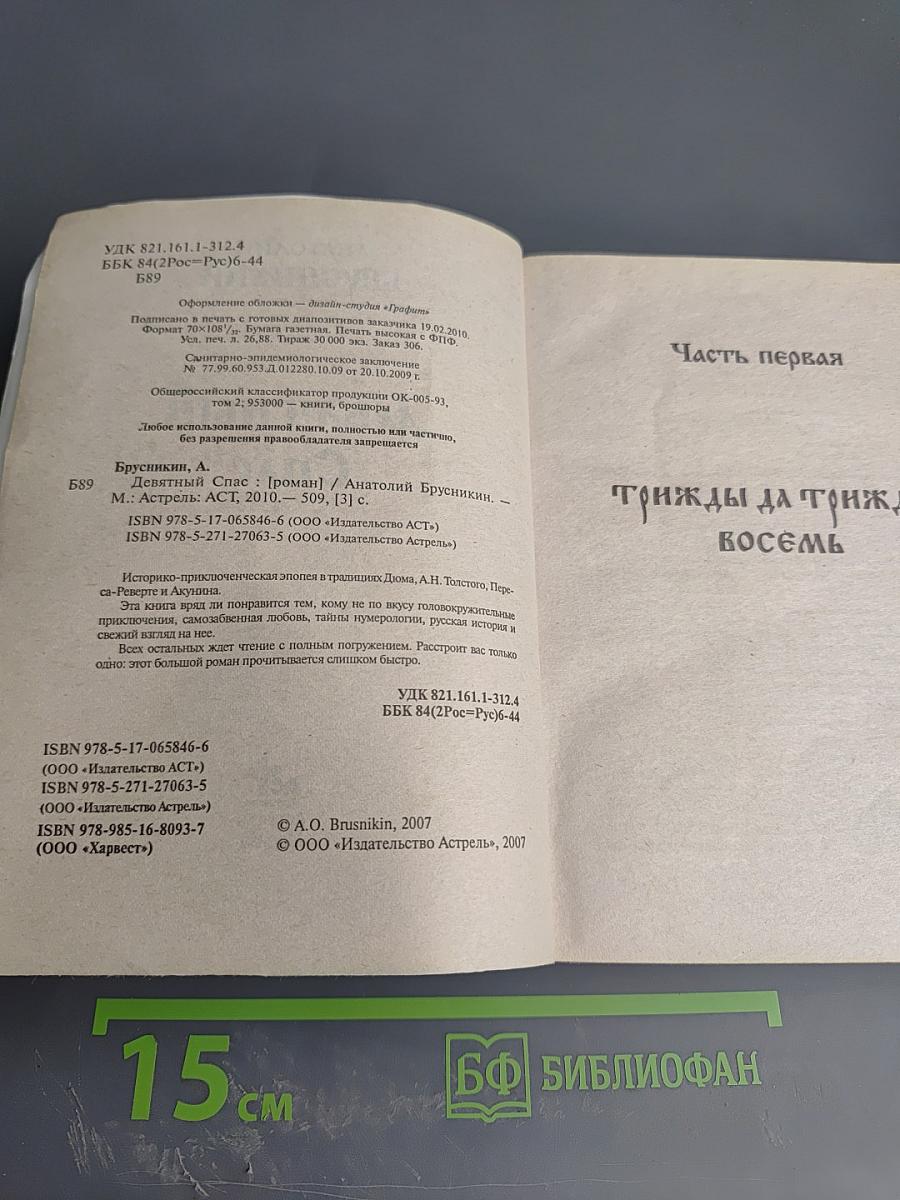 УДК 821.161.1-312.4
ББК 84(2Рос=Рус)6-44
Б89
Оформление обложки — дизайн-студия «Графит»
Подписано в печать с готовых диапозитивов заказчика 19.02.2010.
Формат 70×108¹/₃₂. Бумага газетная. Печать высокая с ФПФ.
Усл. печ. л. 26,88. Тираж 30 000 экз. Заказ 306.
Санитарно-эпидемиологическое заключение
№ 77.99.60.953.Д.012280.10.09 от 20.10.2009 г.
Общероссийский классификатор продукции ОК-005-93,
том 2; 953000 — книги, брошюры
Любое использование данной книги, полностью или частично,
без разрешения правообладателя запрещается
Брусникин, А.
Б89 Девятный Спас : [роман] / Анатолий Брусникин. —
М.: Астрель: АСТ, 2010.— 509, [3] с.
ISBN 978-5-17-065846-6 (ООО «Издательство АСТ»)
ISBN 978-5-271-27063-5 (ООО «Издательство Астрель»)
Историко-приключенческая эпопея в традициях Дюма, А.Н. Толстого, Пере-
са-Реверте и Акунина.
Эта книга вряд ли понравится тем, кому не по вкусу головокружительные
приключения, самозабвенная любовь, тайны нумерологии, русская история и
свежий взгляд на нее.
Всех остальных ждет чтение с полным погружением. Расстроит вас только
одно: этот большой роман прочитывается слишком быстро.
УДК 821.161.1-312.4
ББК 84(2Рос=Рус)6-44
ISBN 978-5-17-065846-6
(ООО «Издательство АСТ»)
ISBN 978-5-271-27063-5
(ООО «Издательство Астрель»)
ISBN 978-985-16-8093-7
(ООО «Харвест»)
© A.O. Brusnikin, 2007
© ООО «Издательство Астрель», 2007
Часть первая
Трижды да трижд
восемь
15 см
БФ БИБЛИОФАН